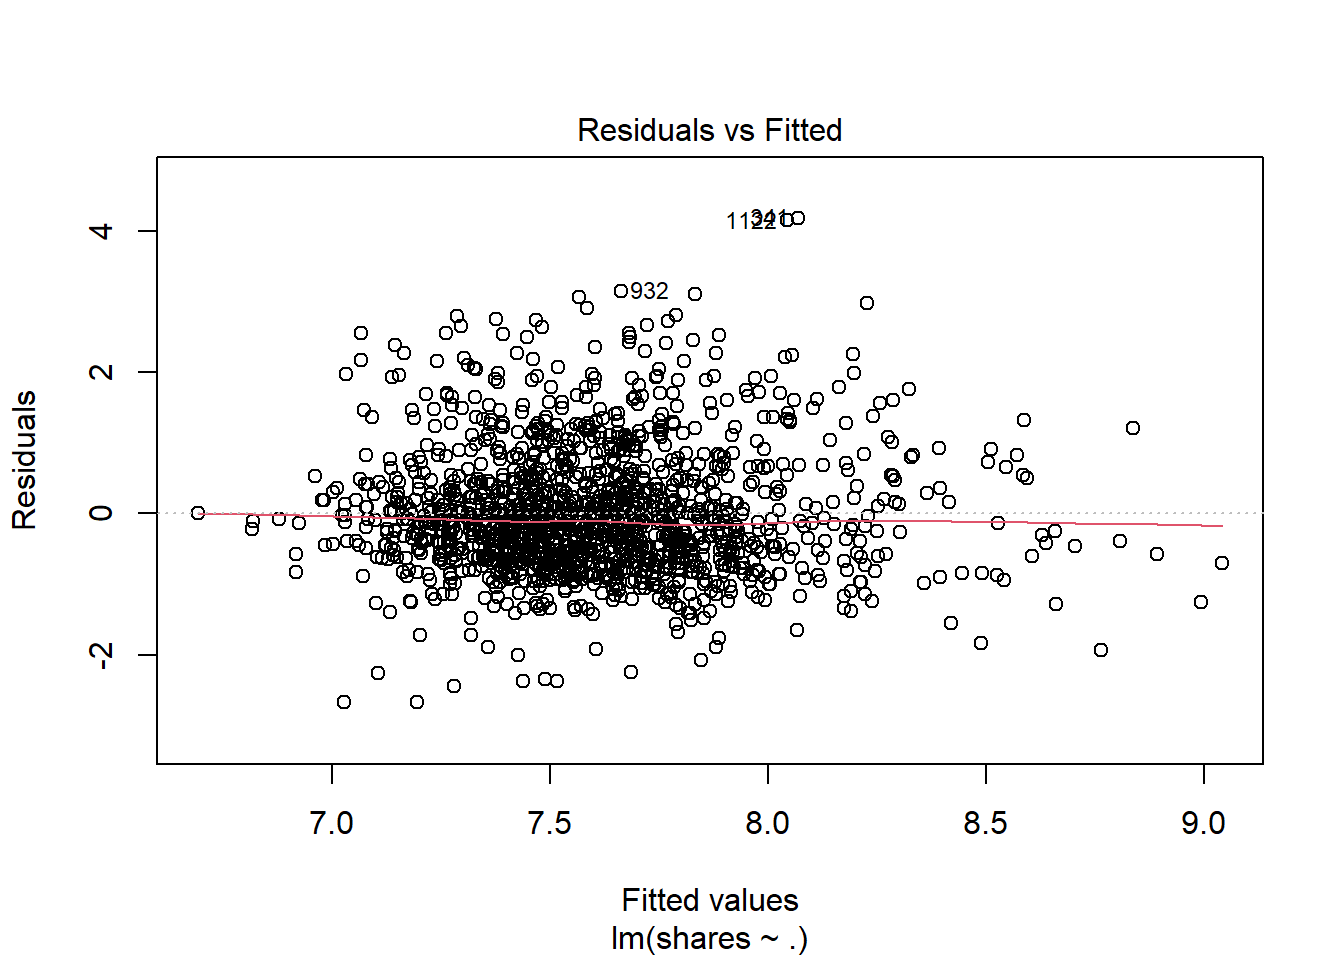 Residuals vs Fitted
Residuals
4
2
0
-2
1122
341
932
7.0 7.5 8.0 8.5 9.0
Fitted values
lm(shares ~ .)